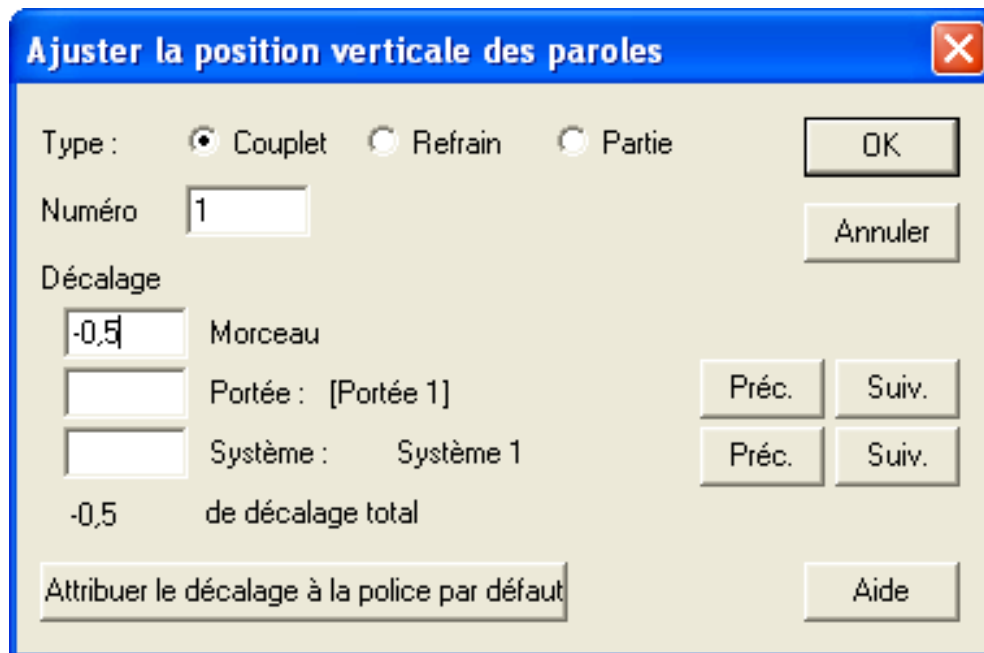 Ajuster la position verticale des paroles
Type : Couplet Refrain Partie OK
Numéro 1 Annuler
Décalage
-0,5 Morceau
Portée : [Portée 1] Préc. Suiv.
Système : Système 1 Préc. Suiv.
-0,5 de décalage total
Attribuer le décalage à la police par défaut Aide